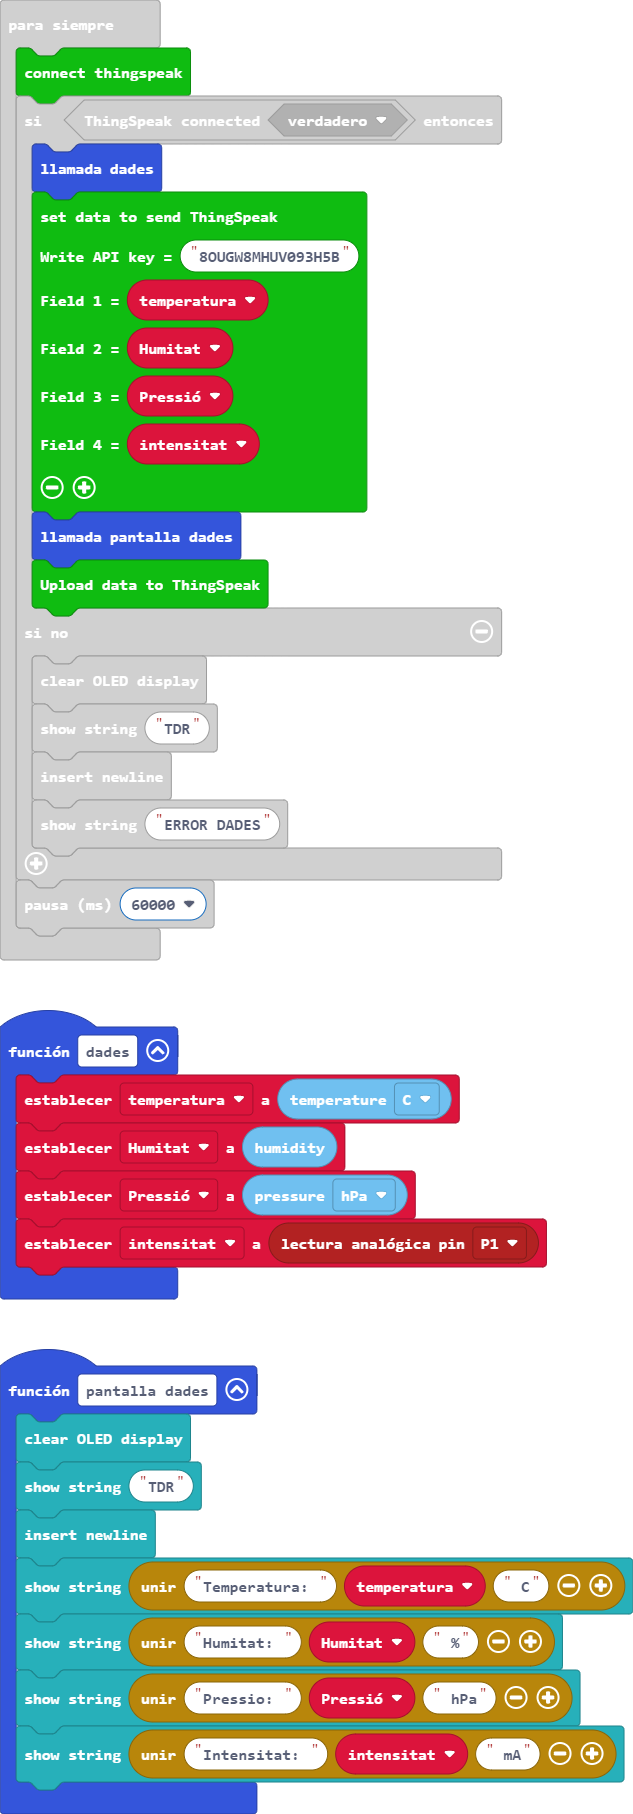 para siempre
connect thingspeak
si ThingSpeak connected verdadero entonces
llamada dades
set data to send ThingSpeak
Write API key = "8OUGW8MHUV093H5B"
Field 1 = temperatura
Field 2 = Humitat
Field 3 = Pressió
Field 4 = intensitat
llamada pantalla dades
Upload data to ThingSpeak
si no
clear OLED display
show string "TDR"
insert newline
show string "ERROR DADES"
pausa (ms) 60000
función dades
establecer temperatura a temperature C
establecer Humitat a humidity
establecer Pressió a pressure hPa
establecer intensitat a lectura analógica pin P1
función pantalla dades
clear OLED display
show string "TDR"
insert newline
show string unir "Temperatura: " temperatura " C"
show string unir "Humitat: " Humitat " %"
show string unir "Pressio: " Pressió " hPa"
show string unir "Intensitat: " intensitat " mA"